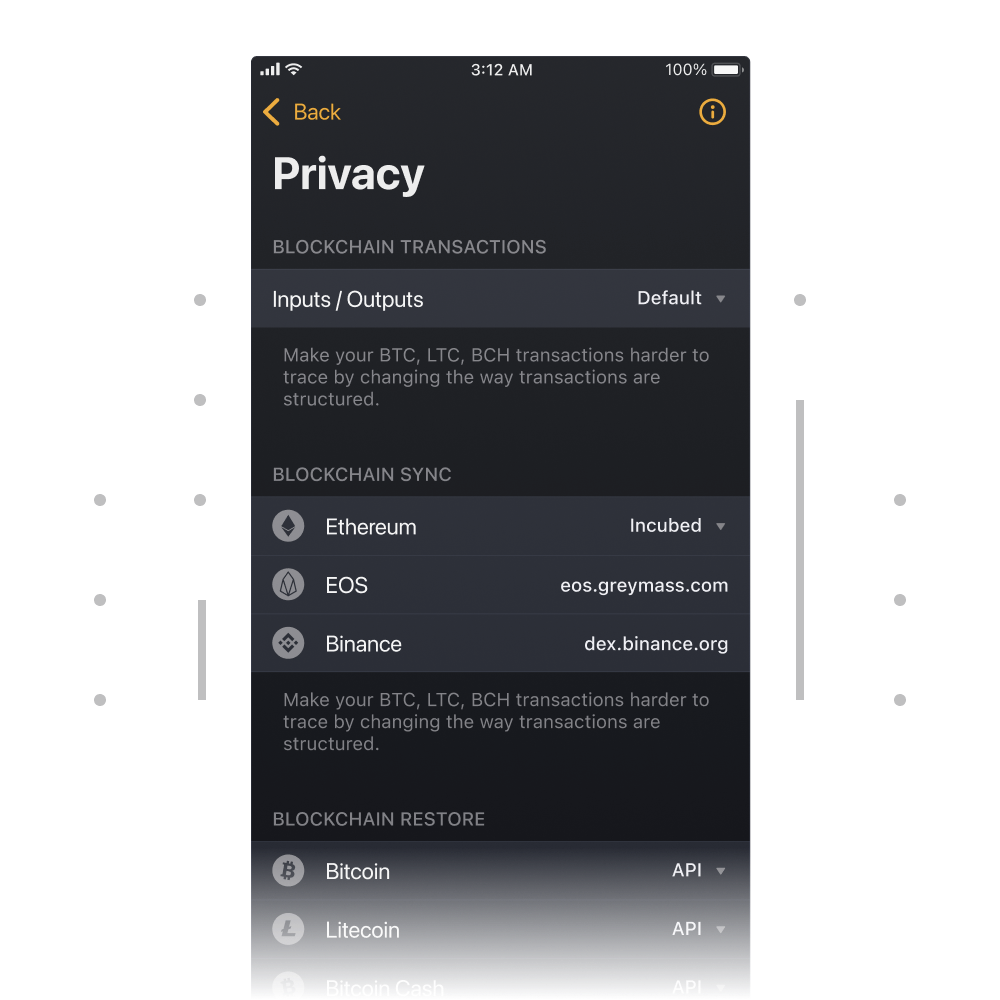 3:12 AM 100%
Back
Privacy
BLOCKCHAIN TRANSACTIONS
Inputs / Outputs Default
Make your BTC, LTC, BCH transactions harder to
trace by changing the way transactions are
structured.
BLOCKCHAIN SYNC
Ethereum Incubed
EOS eos.greymass.com
Binance dex.binance.org
Make your BTC, LTC, BCH transactions harder to
trace by changing the way transactions are
structured.
BLOCKCHAIN RESTORE
Bitcoin API
Litecoin API
Bitcoin Cash API